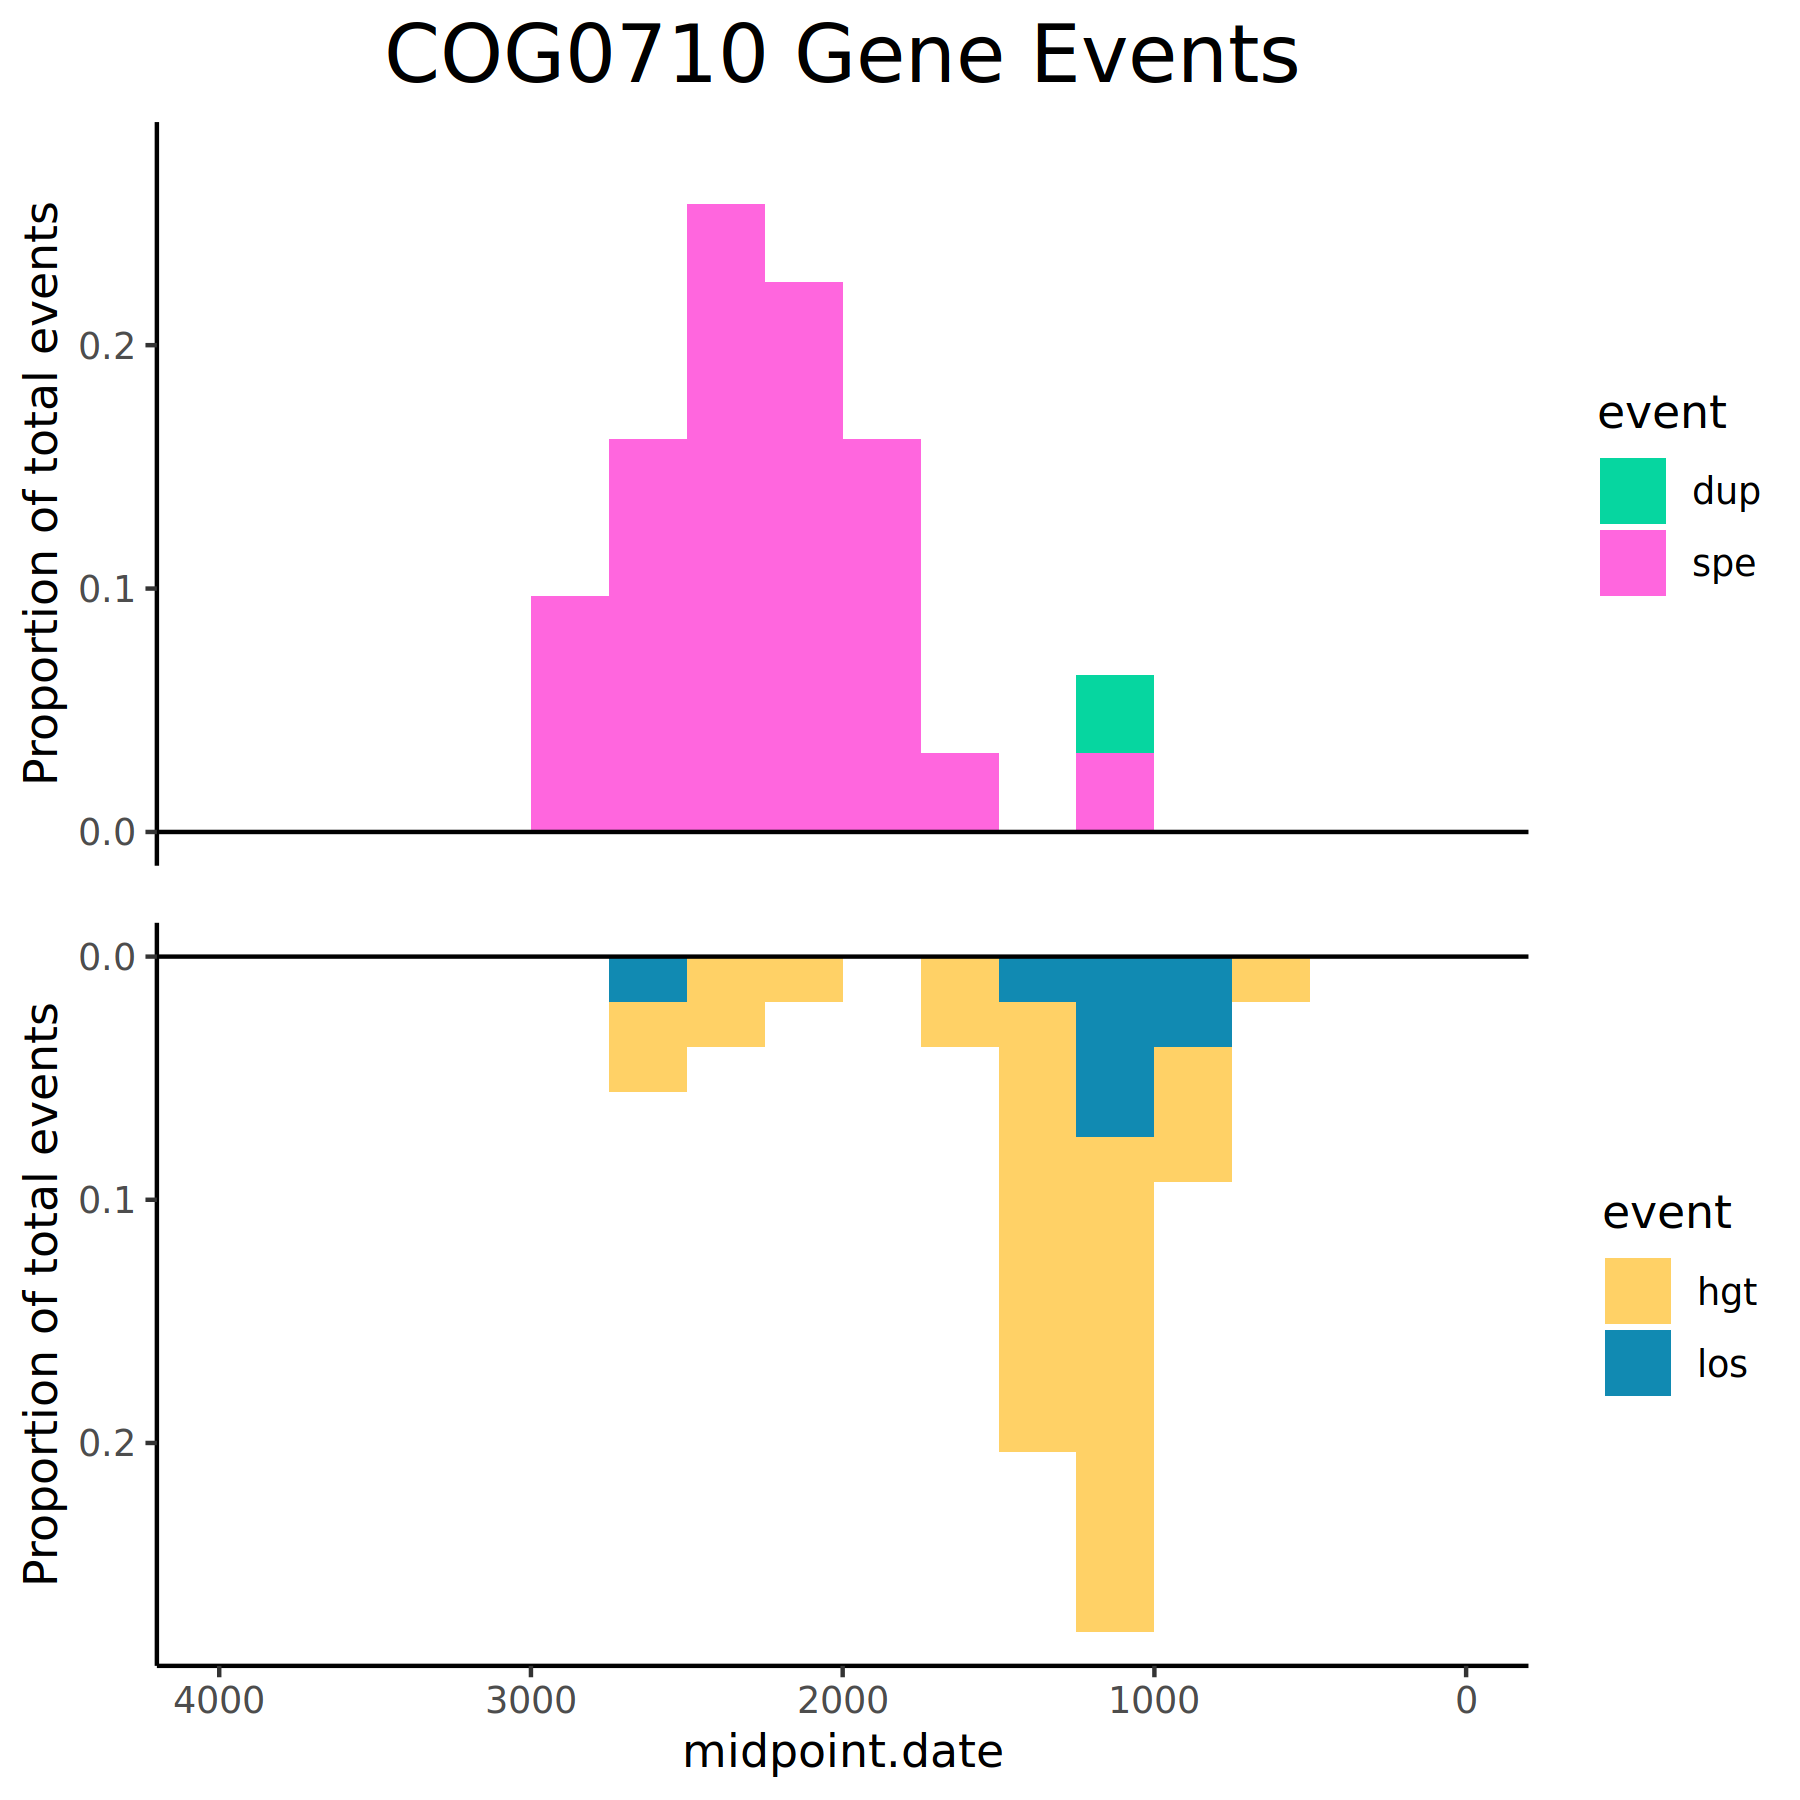 COG0710 Gene Events
Proportion of total events
0.2
0.1
0.0
event
dup
spe
Proportion of total events
0.0
0.1
0.2
event
hgt
los
4000
3000
2000
1000
0
midpoint.date